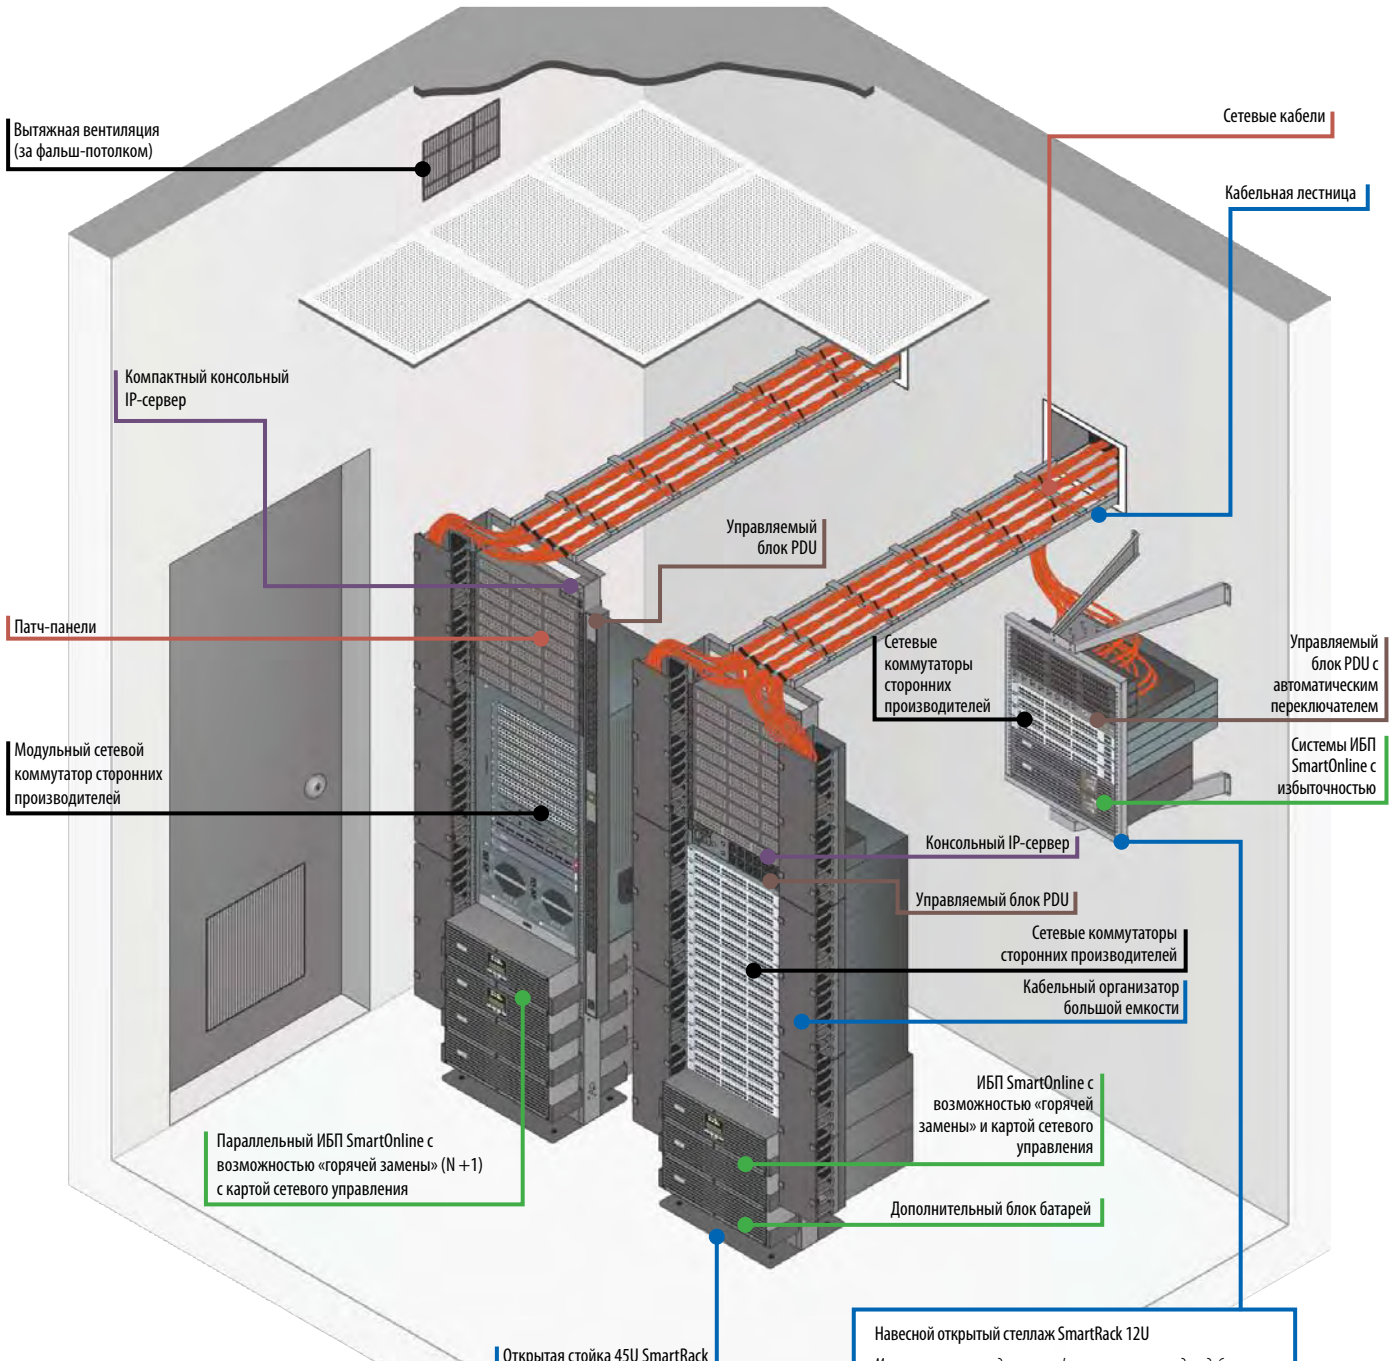 Вытяжная вентиляция
(за фальш-потолком)
Сетевые кабели
Кабельная лестница
Компактный консольный
IP-сервер
Управляемый
блок PDU
Патч-панели
Сетевые
коммутаторы
сторонних
производителей
Управляемый
блок PDU с
автоматическим
переключателем
Модульный сетевой
коммутатор сторонних
производителей
Системы ИБП
SmartOnline с
избыточностью
Консольный IP-сервер
Управляемый блок PDU
Сетевые коммутаторы
сторонних производителей
Кабельный организатор
большой емкости
ИБП SmartOnline с
возможностью «горячей
замены» и картой сетевого
управления
Параллельный ИБП SmartOnline с
возможностью «горячей замены» (N +1)
с картой сетевого управления
Дополнительный блок батарей
Навесной открытый стеллаж SmartRack 12U
Открытая стойка 45U SmartRack